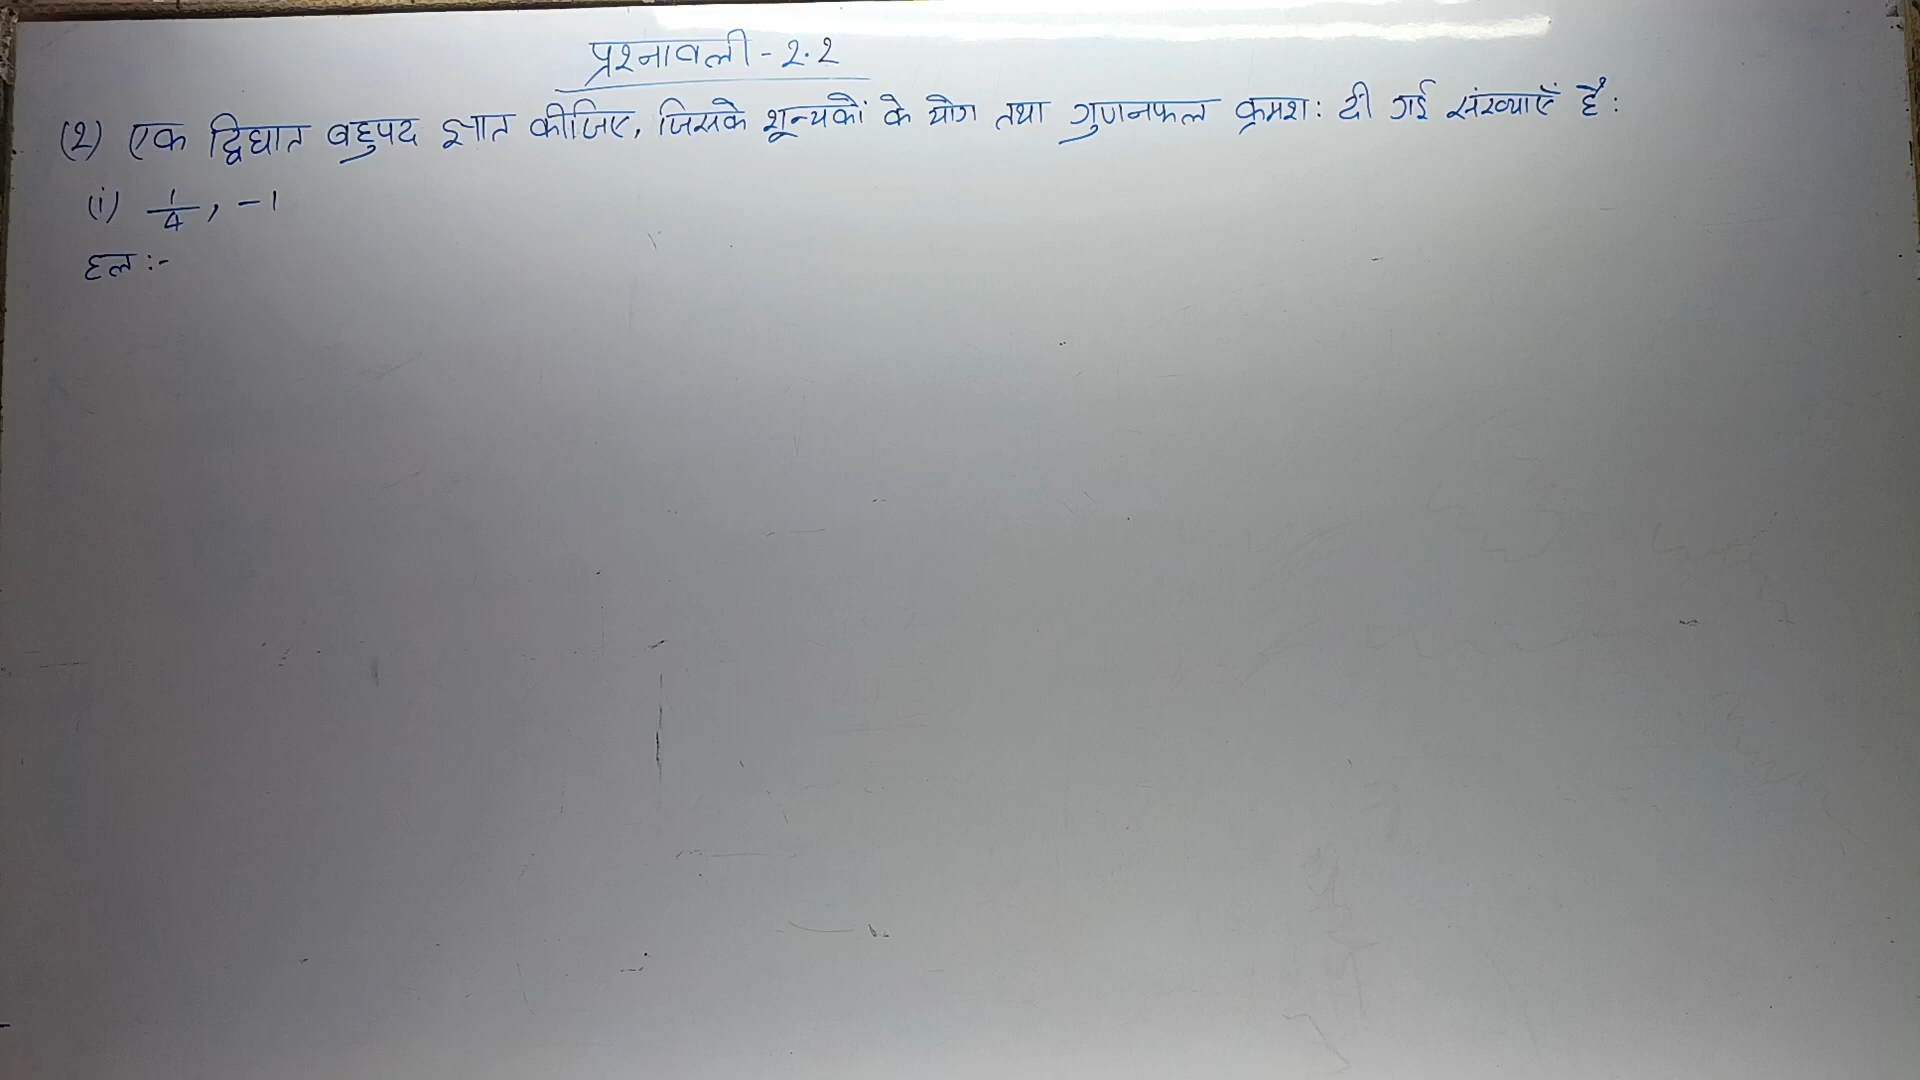 प्रश्नावली - 2.2
(2) एक द्विघात बहुपद ज्ञात कीजिए, जिसके शून्यकों के योग तथा गुणनफल क्रमश: दी गई संख्याएँ हैं :
(i) 1/4, -1
हल :-